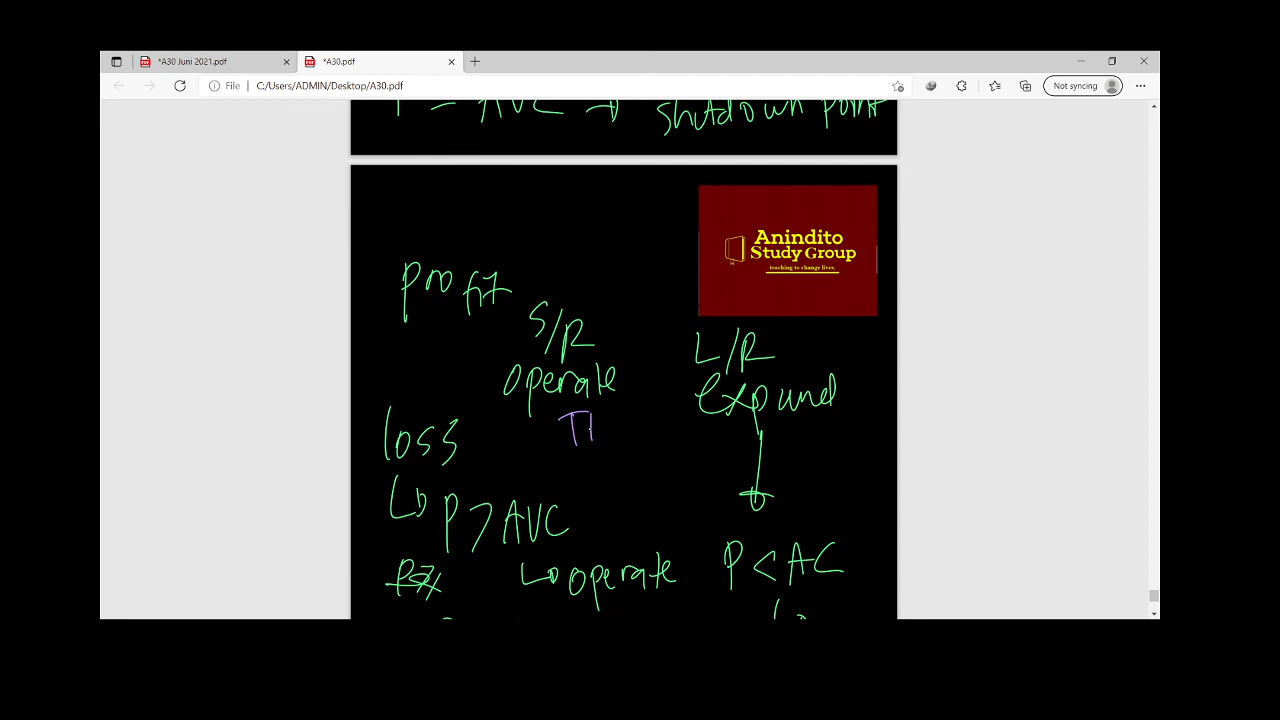 *A30 Juni 2021.pdf
*A30.pdf
File
C:/Users/ADMIN/Desktop/A30.pdf
Not syncing
P = AVC → shutdown point
Anindito
Study Group
teaching to change lives.
profit
S/R
L/R
operate
expand
loss
P > AVC
operate
P < AC